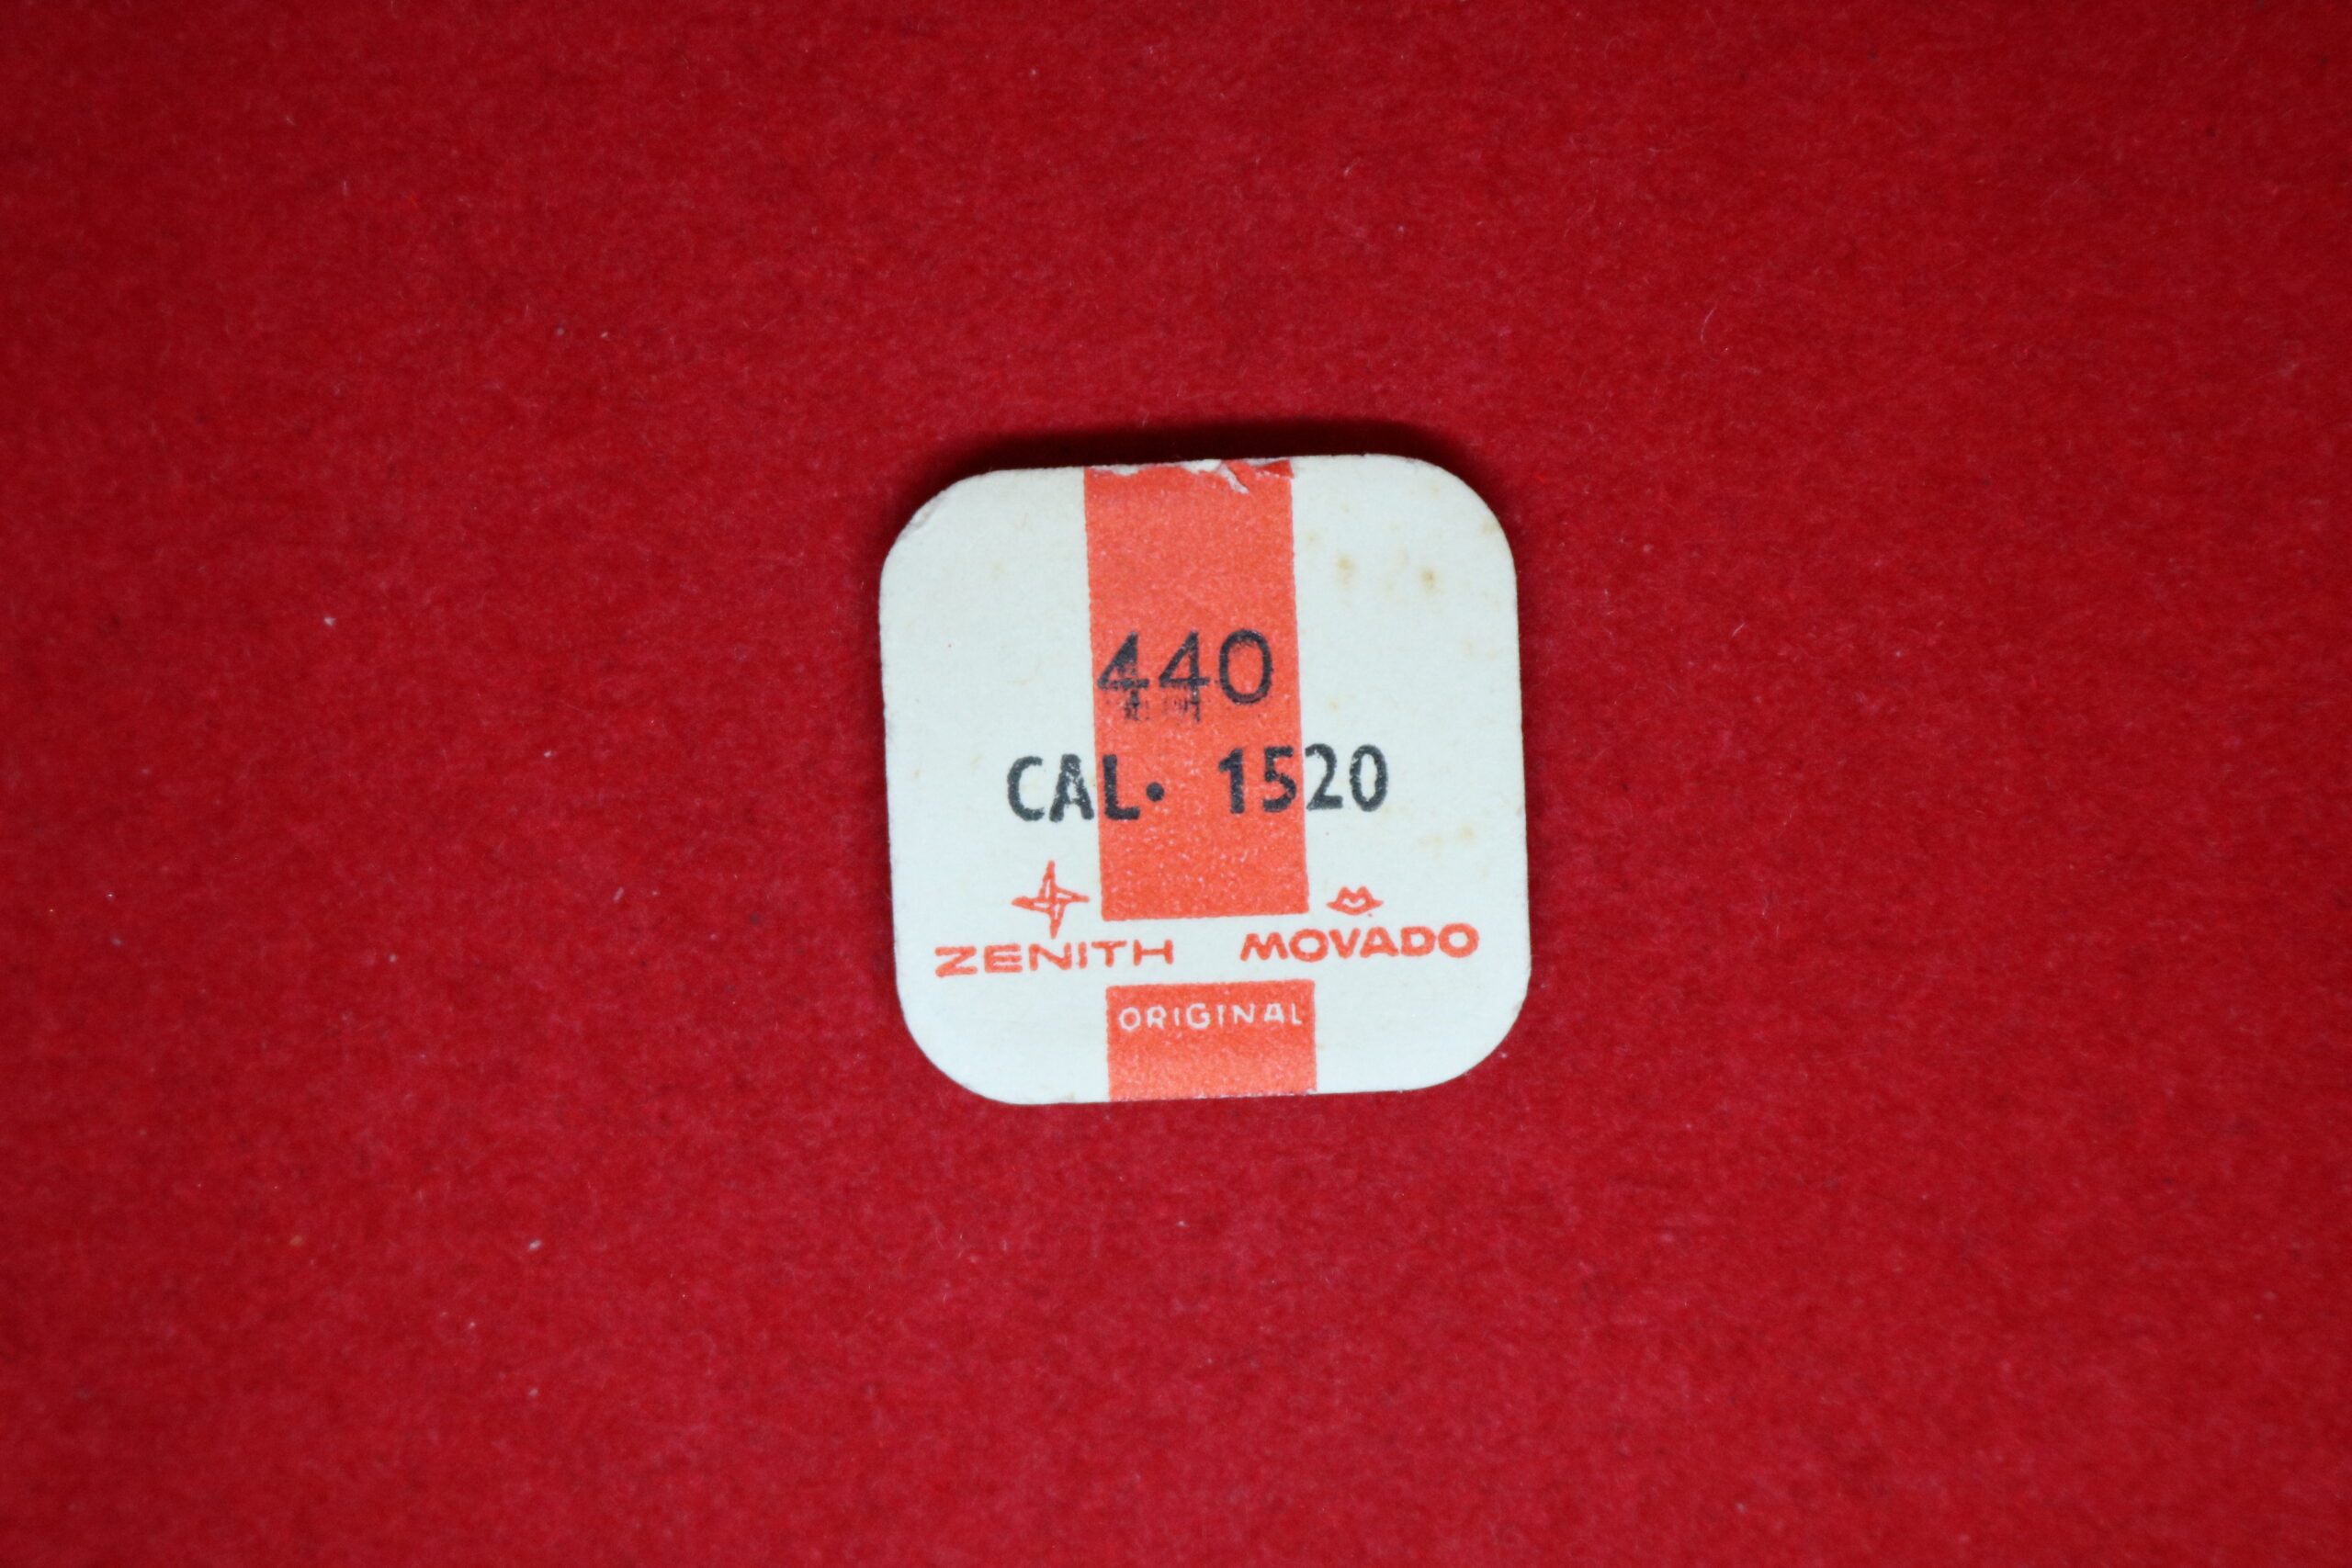 440
CAL. 1520
ZENITH MOVADO
ORIGINAL